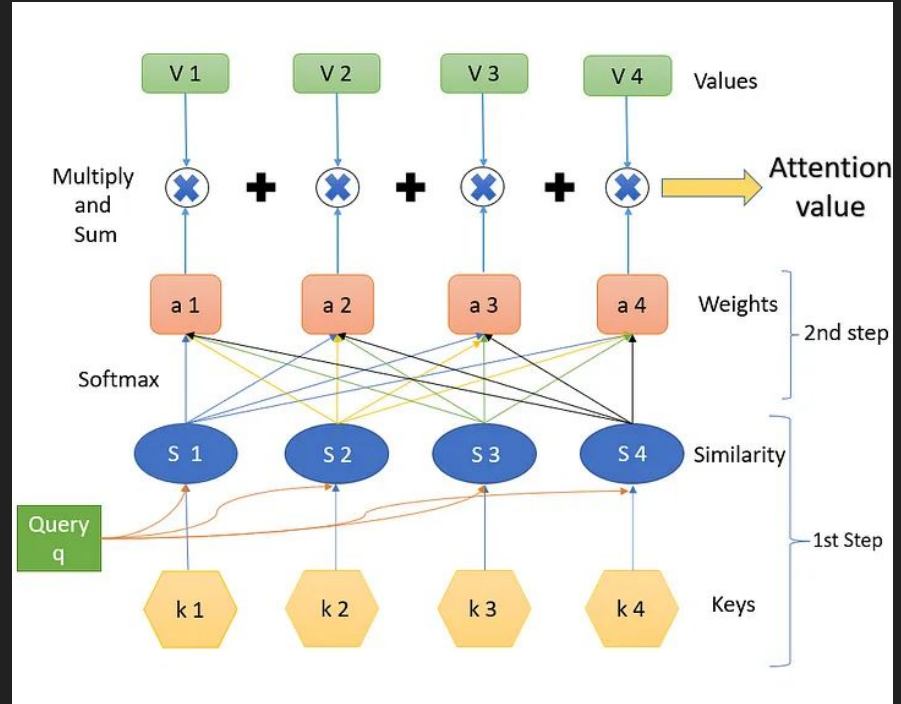 V 1
V 2
V 3
V 4
Values
Multiply
and
Sum
Attention
value
a 1
a 2
a 3
a 4
Weights
2nd step
Softmax
S 1
S 2
S 3
S 4
Similarity
Query
q
1st Step
k 1
k 2
k 3
k 4
Keys